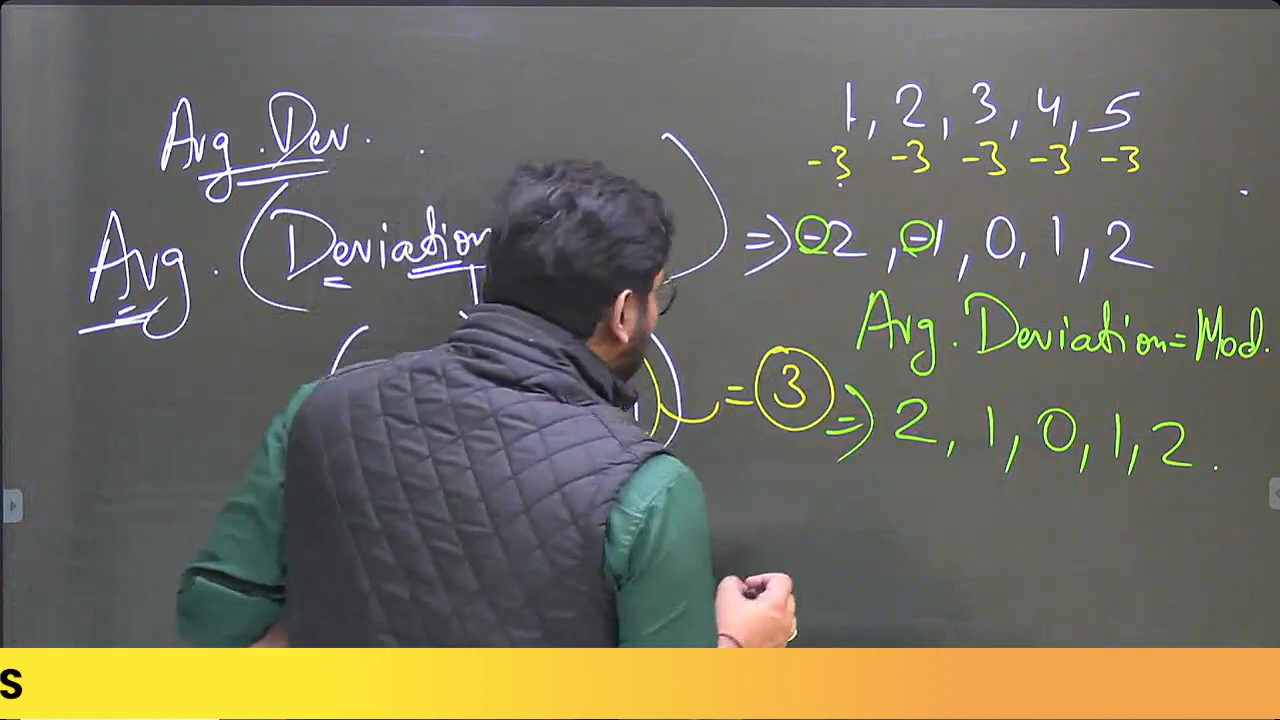 Avg. Dev.
Avg. (Deviation )
( ) = 3
1, 2, 3, 4, 5
-3 -3 -3 -3 -3
=> -2, -1, 0, 1, 2
Avg. Deviation = Mod.
=> 2, 1, 0, 1, 2.
S